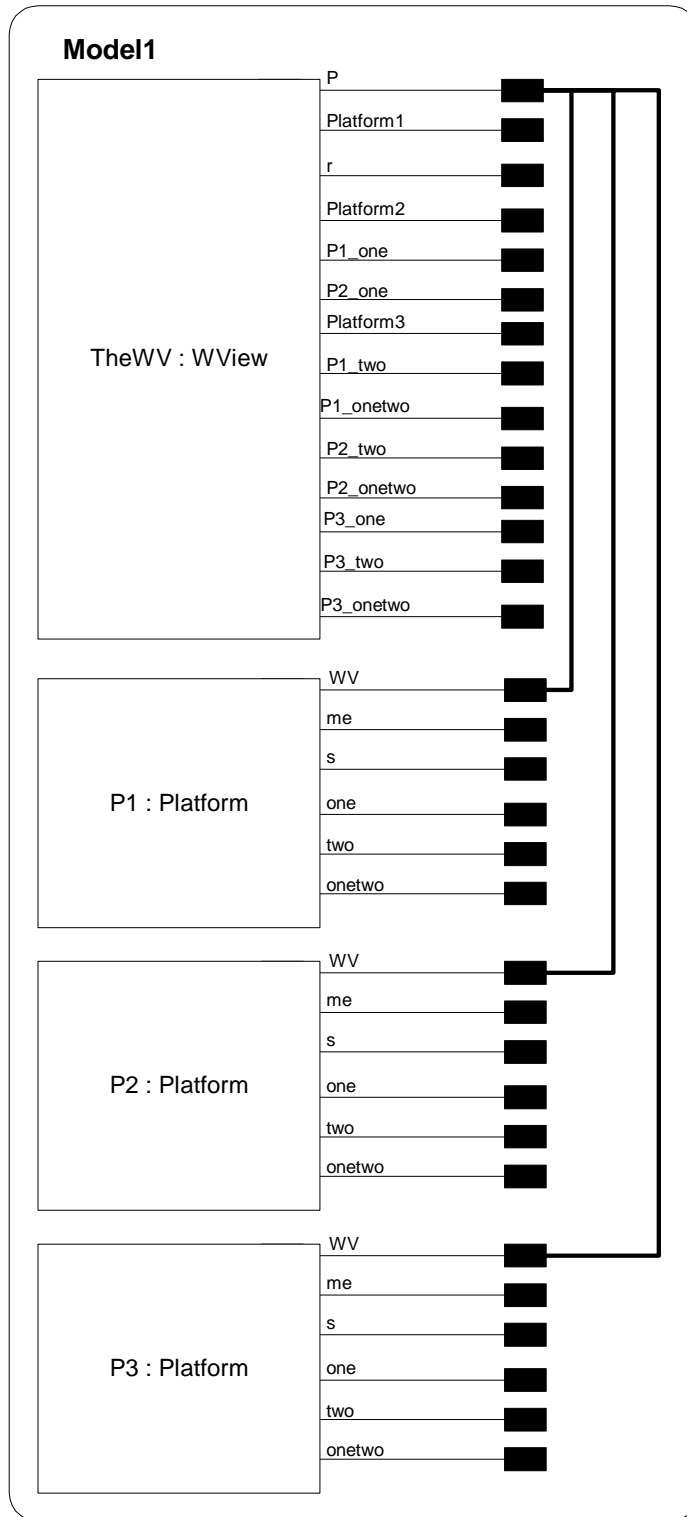 Model1
P
Platform1
r
Platform2
P1_one
P2_one
Platform3
TheWV : WView
P1_two
P1_onetwo
P2_two
P2_onetwo
P3_one
P3_two
P3_onetwo
WV
me
s
P1 : Platform
one
two
onetwo
WV
me
s
P2 : Platform
one
two
onetwo
WV
me
s
P3 : Platform
one
two
onetwo